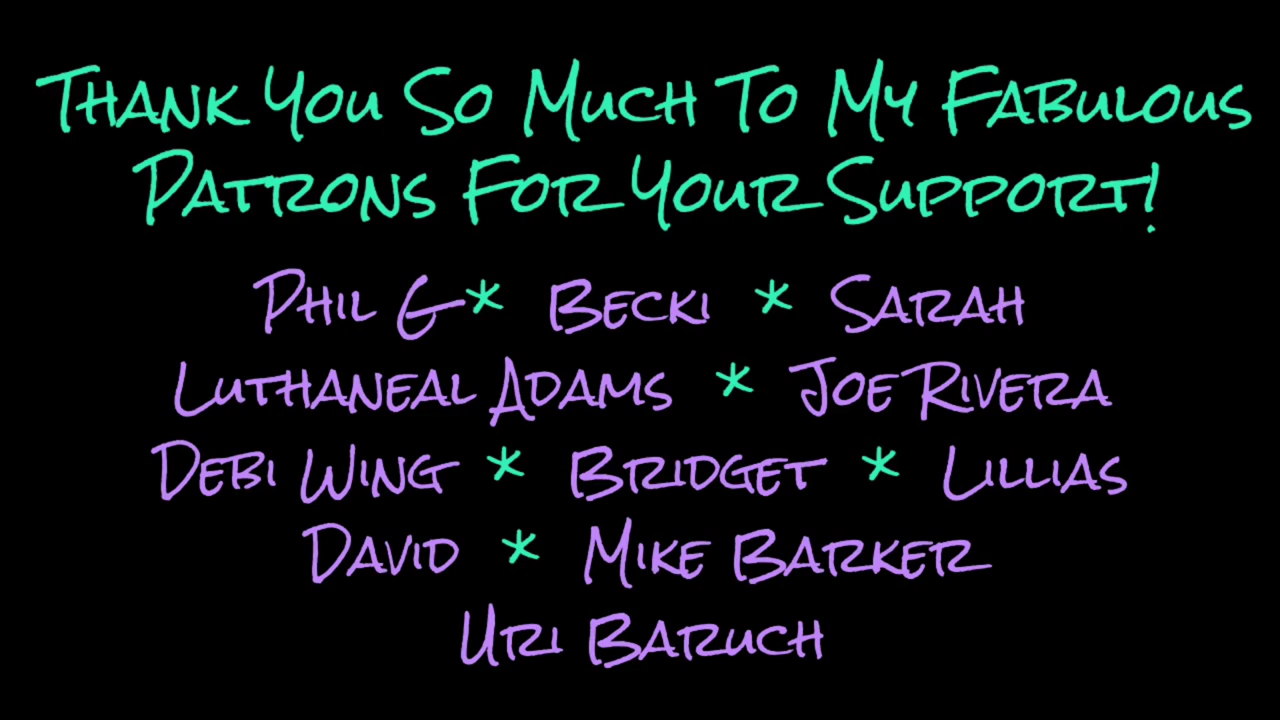 Thank You So Much To My Fabulous
Patrons For Your Support!
Phil G* Becki * Sarah
Luthaneal Adams * Joe Rivera
Debi Wing * Bridget * Lillias
David * Mike Barker
Uri Baruch